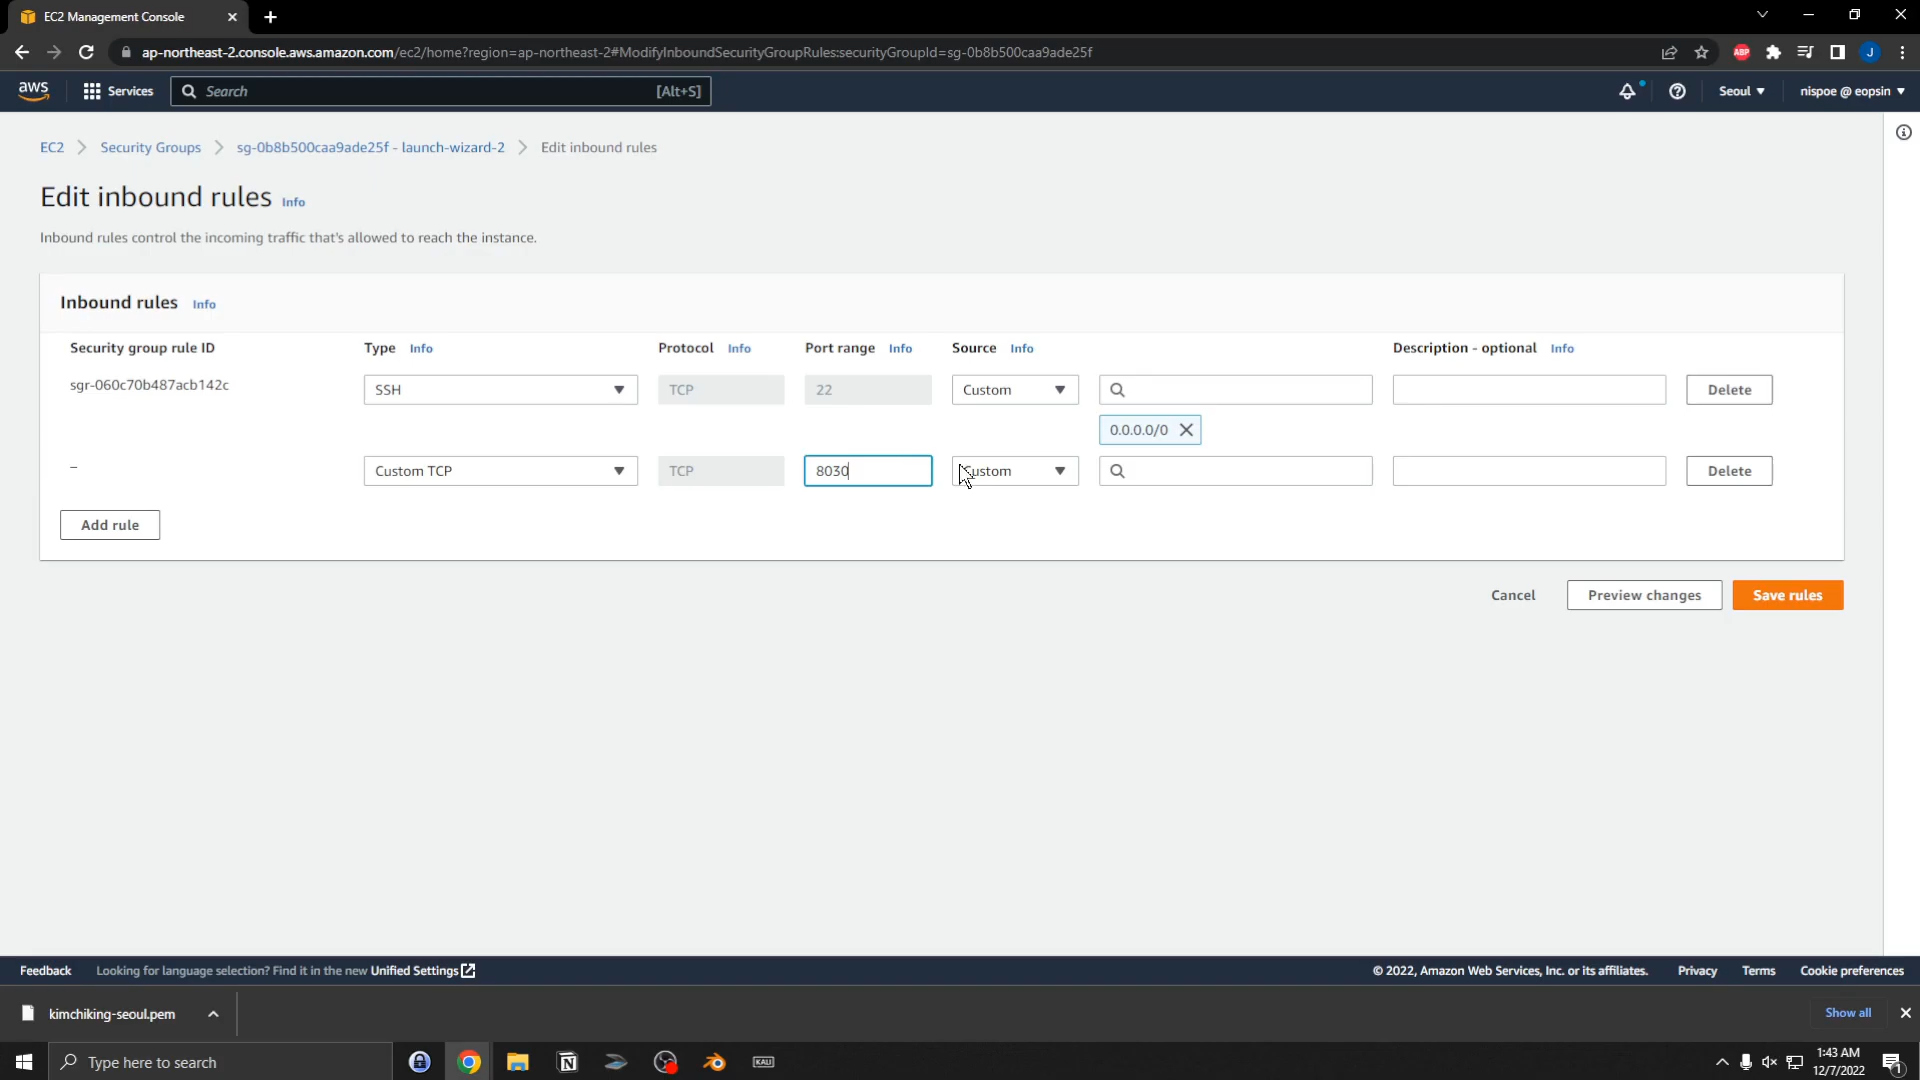 EC2 Management Console
ap-northeast-2.console.aws.amazon.com/ec2/home?region=ap-northeast-2#ModifyInboundSecurityGroupRules:securityGroupId=sg-0b8b500caa9ade25f
ABP
J
aws
Services
Search
[Alt+S]
Seoul
nispoe @ eopsin
EC2
Security Groups
sg-0b8b500caa9ade25f - launch-wizard-2
Edit inbound rules
Edit inbound rules Info
Inbound rules control the incoming traffic that's allowed to reach the instance.
Inbound rules Info
Security group rule ID
Type Info
Protocol Info
Port range Info
Source Info
Description - optional Info
sgr-060c70b487acb142c
SSH
TCP
22
Custom
Delete
0.0.0.0/0
–
Custom TCP
TCP
8030
Custom
Delete
Add rule
Cancel
Preview changes
Save rules
Feedback
Looking for language selection? Find it in the new Unified Settings
© 2022, Amazon Web Services, Inc. or its affiliates.
Privacy
Terms
Cookie preferences
kimchiking-seoul.pem
Show all
Type here to search
KALI
1:43 AM
12/7/2022
1